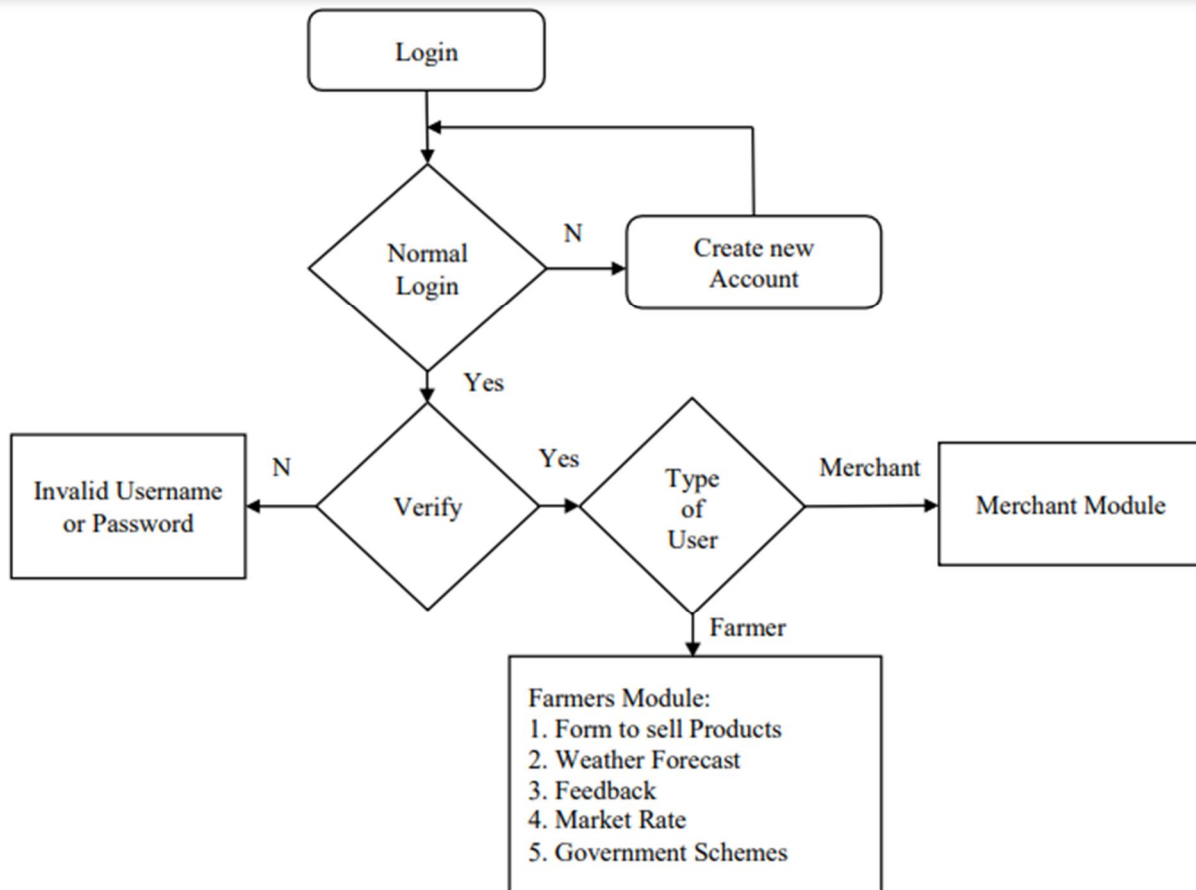 Login
Normal
Login
N
Create new
Account
Yes
Invalid Username
or Password
N
Verify
Yes
Type
of
User
Merchant
Merchant Module
Farmer
Farmers Module:
1. Form to sell Products
2. Weather Forecast
3. Feedback
4. Market Rate
5. Government Schemes